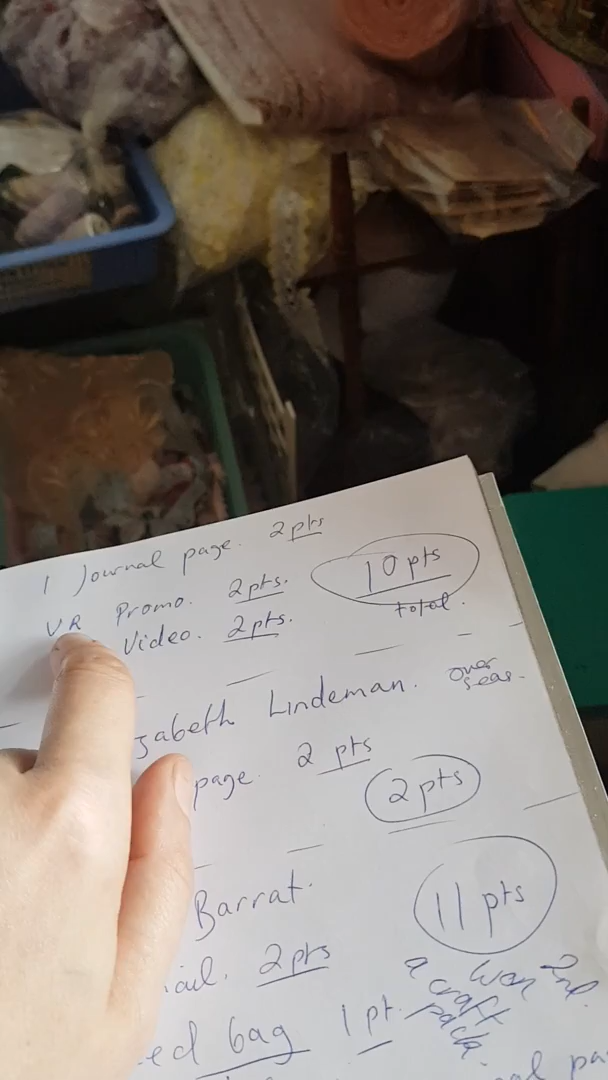 1 Journal page. 2pts
VR Promo. 2pts. 10pts
Video. 2pts. total.
zabeth Lindeman. over seas.
page. 2 pts
2pts
Barrat. 11 pts
ail. 2pts
ed bag 1pt. a craft pack Won 2nd.